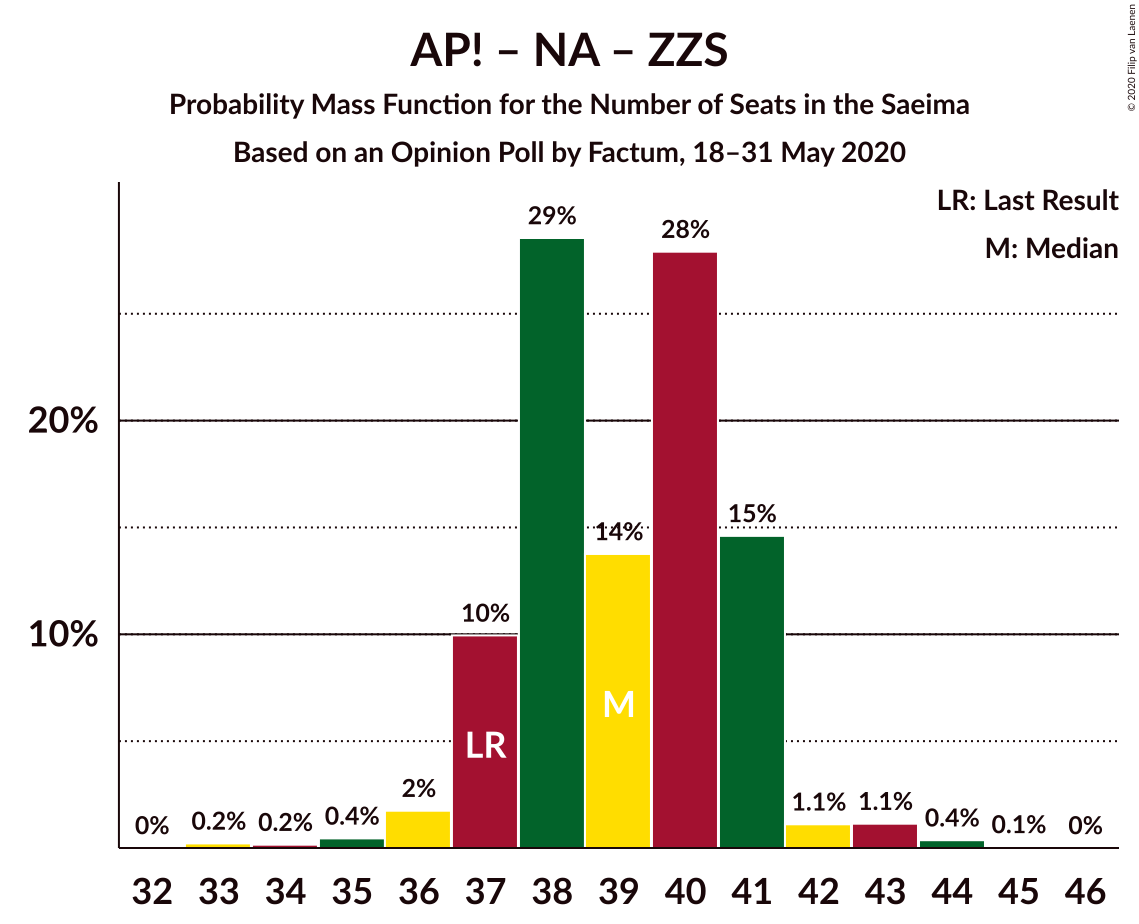 AP! – NA – ZZS
Probability Mass Function for the Number of Seats in the Saeima
Based on an Opinion Poll by Factum, 18–31 May 2020
© 2020 Filip van Laenen
LR: Last Result
M: Median
20%
10%
0%
0.2%
0.2%
0.4%
2%
10%
29%
14%
28%
15%
1.1%
1.1%
0.4%
0.1%
0%
LR
M
32 33 34 35 36 37 38 39 40 41 42 43 44 45 46